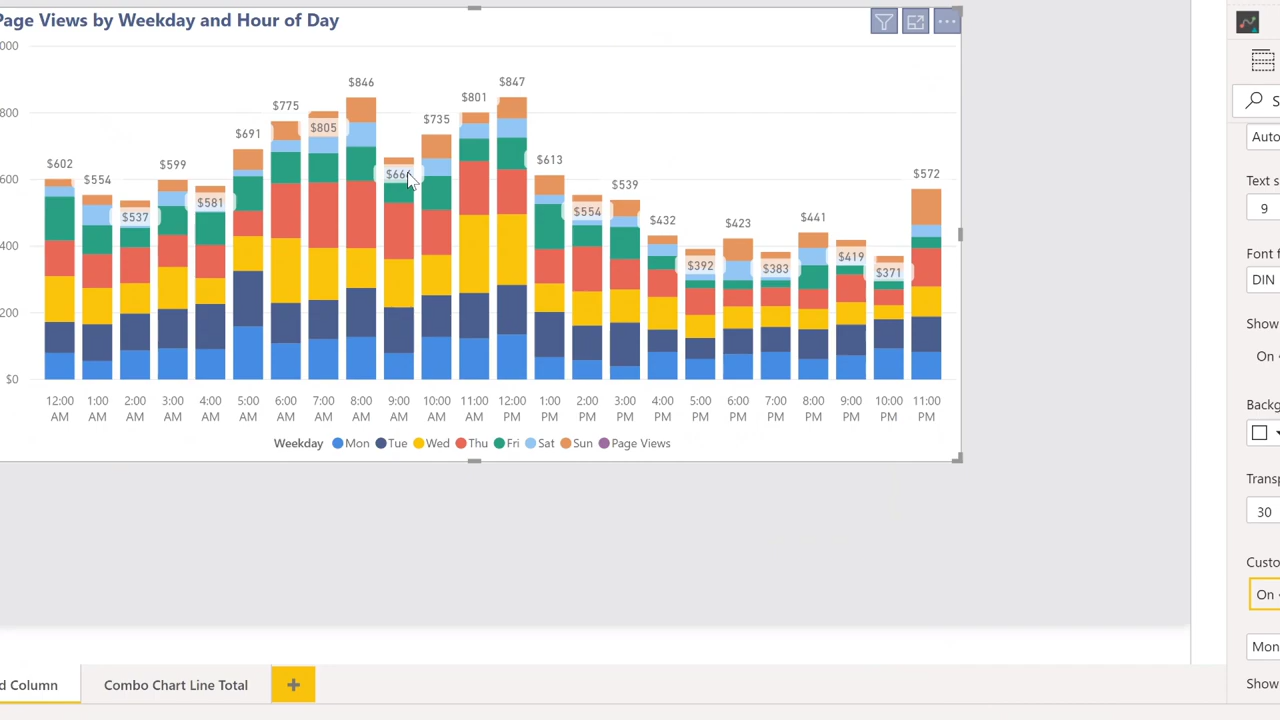 Page Views by Weekday and Hour of Day
$846
$847
$801
$775
$805
$735
$691
$602
$599
$554
$613
$572
$581
$537
$554
$539
$432
$423
$441
$392
$383
$419
$371
000
800
600
400
200
$0
12:00 AM
1:00 AM
2:00 AM
3:00 AM
4:00 AM
5:00 AM
6:00 AM
7:00 AM
8:00 AM
9:00 AM
10:00 AM
11:00 AM
12:00 PM
1:00 PM
2:00 PM
3:00 PM
4:00 PM
5:00 PM
6:00 PM
7:00 PM
8:00 PM
9:00 PM
10:00 PM
11:00 PM
Weekday Mon Tue Wed Thu Fri Sat Sun Page Views
S
Auto
Text s
9
Font f
DIN
Show
On
Backg
Transp
30
Custo
On
Mon
Show
d Column
Combo Chart Line Total
+